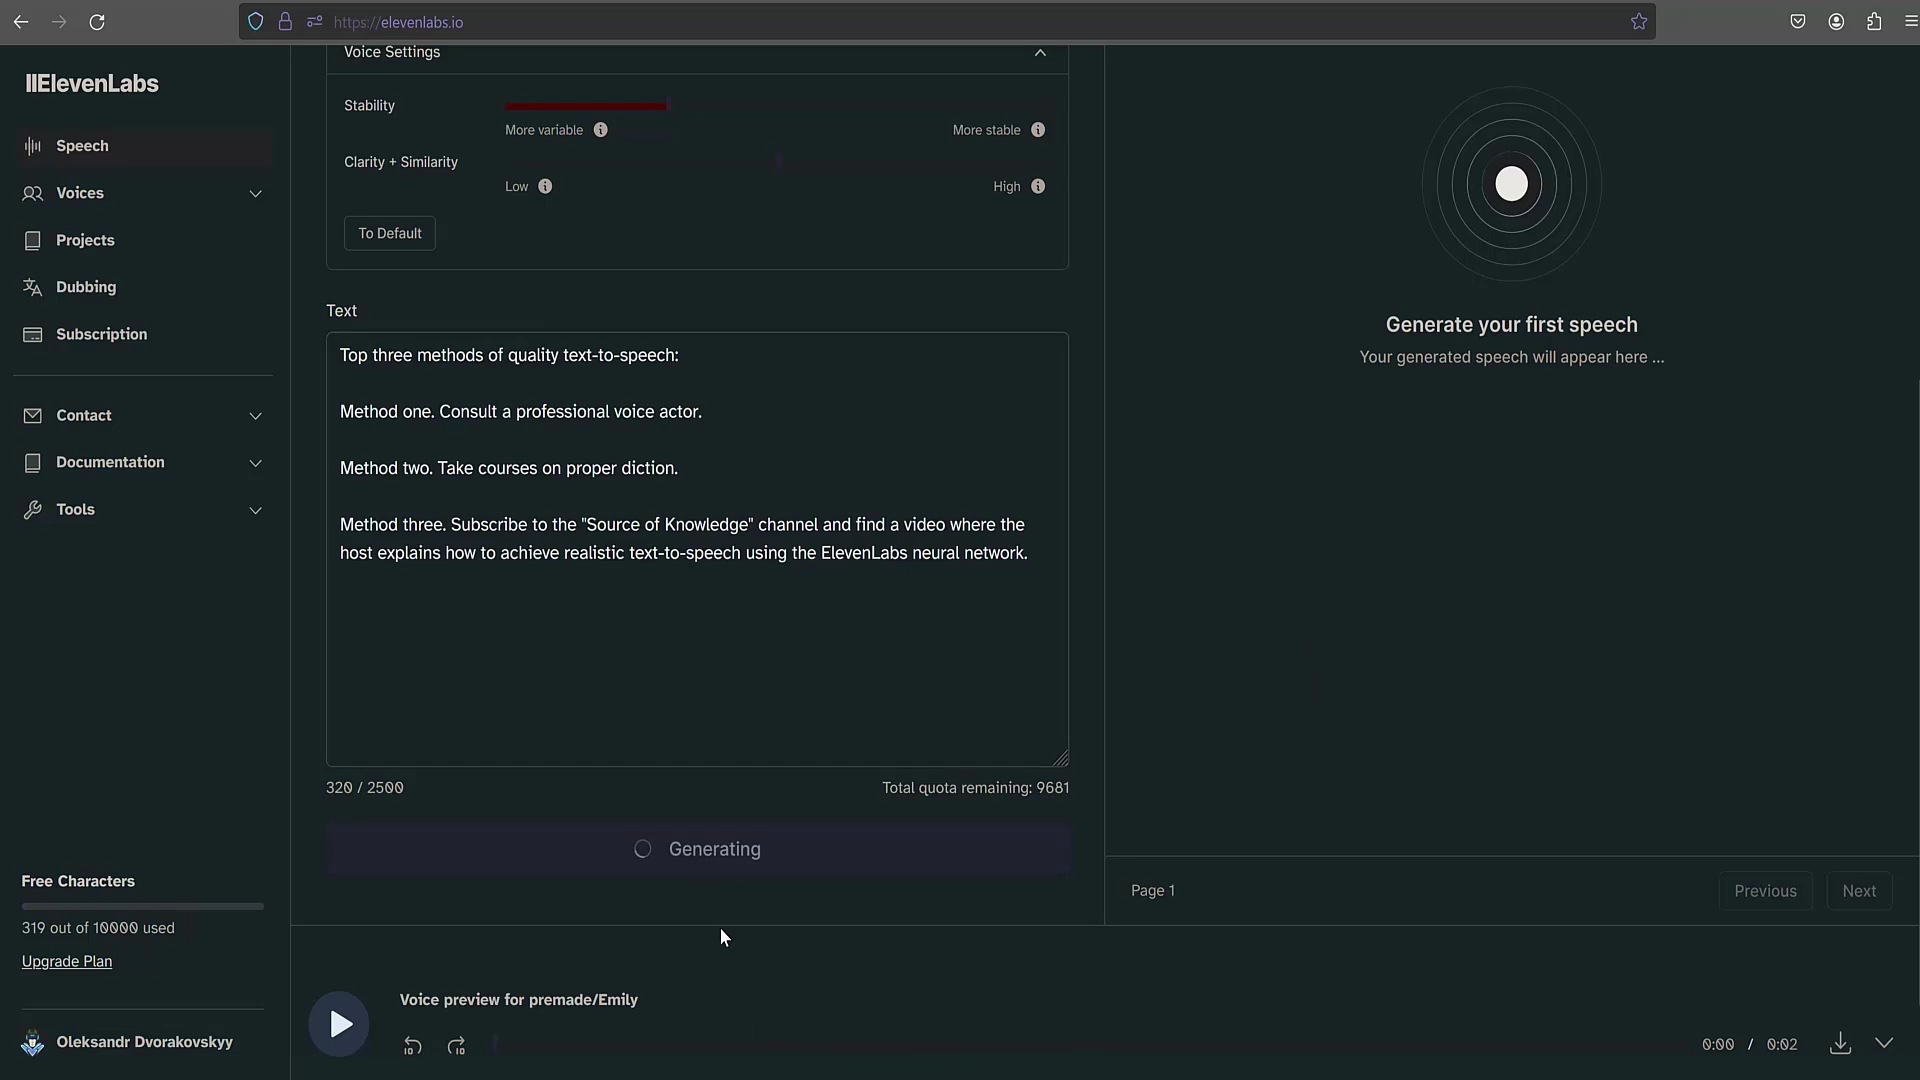 https://elevenlabs.io
IIElevenLabs
Speech
Voices
Projects
Dubbing
Subscription
Contact
Documentation
Tools
Free Characters
319 out of 10000 used
Upgrade Plan
Oleksandr Dvorakovskyy
Voice Settings
Stability
More variable
More stable
Clarity + Similarity
Low
High
To Default
Text
Top three methods of quality text-to-speech:
Method one. Consult a professional voice actor.
Method two. Take courses on proper diction.
Method three. Subscribe to the "Source of Knowledge" channel and find a video where the
host explains how to achieve realistic text-to-speech using the ElevenLabs neural network.
320 / 2500
Total quota remaining: 9681
Generating
Generate your first speech
Your generated speech will appear here ...
Page 1
Previous
Next
Voice preview for premade/Emily
10
10
0:00 / 0:02